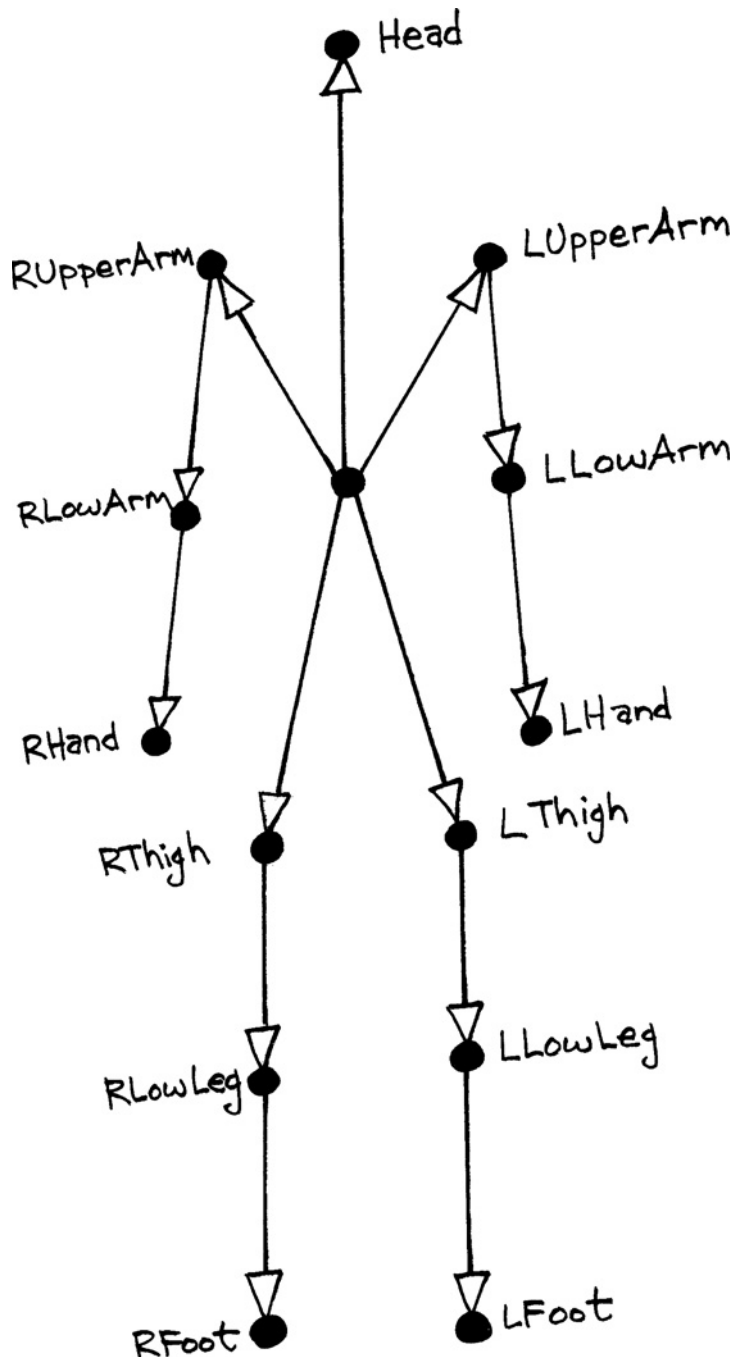 Head
RUpperArm
LUpperArm
RLowArm
LLowArm
RHand
LHand
RThigh
LThigh
RLowLeg
LLowLeg
RFoot
LFoot